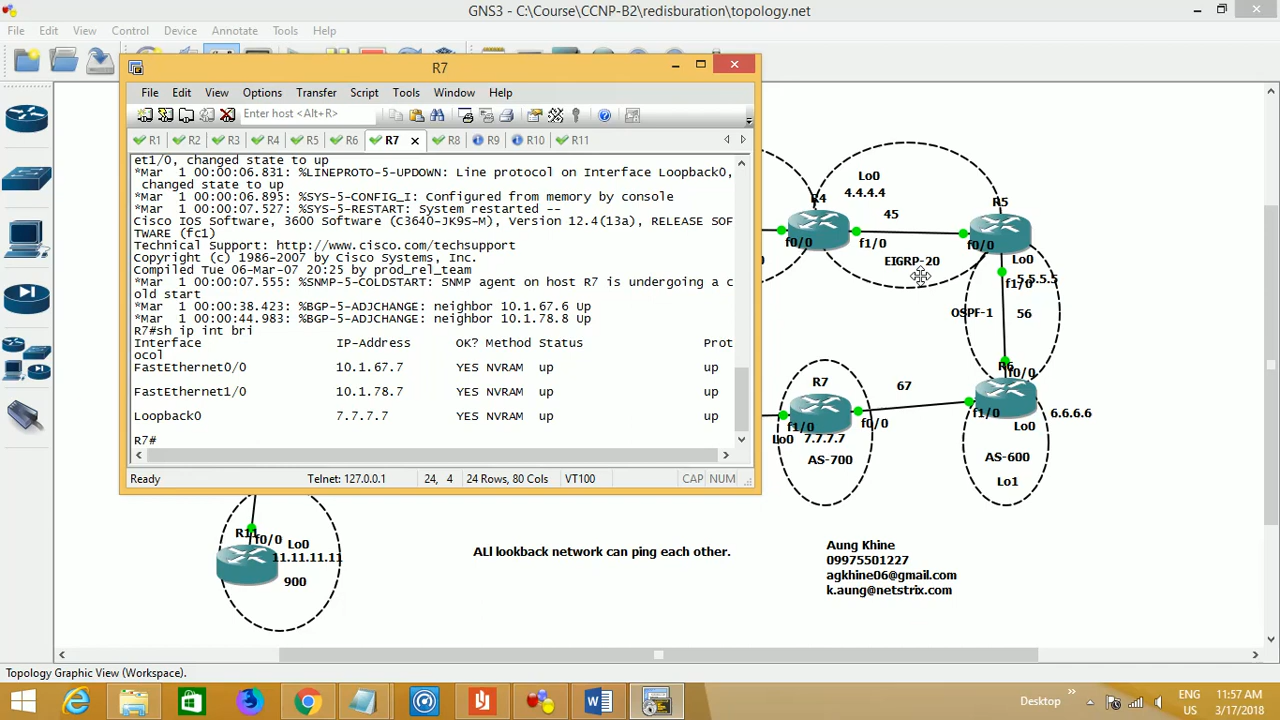 GNS3 - C:\Course\CCNP-B2\redisburation\topology.net
File Edit View Control Device Annotate Tools Help
R7
File Edit View Options Transfer Script Tools Window Help
Enter host <Alt+R>
R1 R2 R3 R4 R5 R6 R7 R8 R9 R10 R11
et1/0, changed state to up
*Mar 1 00:00:06.831: %LINEPROTO-5-UPDOWN: Line protocol on Interface Loopback0,
changed state to up
*Mar 1 00:00:06.895: %SYS-5-CONFIG_I: Configured from memory by console
*Mar 1 00:00:07.527: %SYS-5-RESTART: System restarted --
Cisco IOS Software, 3600 Software (C3640-JK9S-M), Version 12.4(13a), RELEASE SOF
TWARE (fc1)
Technical Support: http://www.cisco.com/techsupport
Copyright (c) 1986-2007 by Cisco Systems, Inc.
Compiled Tue 06-Mar-07 20:25 by prod_rel_team
*Mar 1 00:00:07.555: %SNMP-5-COLDSTART: SNMP agent on host R7 is undergoing a c
old start
*Mar 1 00:00:38.423: %BGP-5-ADJCHANGE: neighbor 10.1.67.6 Up
*Mar 1 00:00:44.983: %BGP-5-ADJCHANGE: neighbor 10.1.78.8 Up
R7#sh ip int bri
Interface IP-Address OK? Method Status Prot
ocol
FastEthernet0/0 10.1.67.7 YES NVRAM up up
FastEthernet1/0 10.1.78.7 YES NVRAM up up
Loopback0 7.7.7.7 YES NVRAM up up
R7#
Ready Telnet: 127.0.0.1 24, 4 24 Rows, 80 Cols VT100 CAP NUM
Lo0
4.4.4.4
R4
R5
45
f0/0
f1/0
f0/0
EIGRP-20
Lo0
5.5.5.5
f1/0
OSPF-1
56
R6
f0/0
R7
67
f1/0
6.6.6.6
f1/0
f0/0
Lo0
Lo0
7.7.7.7
AS-700
AS-600
Lo1
R11
f0/0
Lo0
11.11.11.11
900
ALl lookback network can ping each other.
Aung Khine
09975501227
agkhine06@gmail.com
k.aung@netstrix.com
Topology Graphic View (Workspace).
Desktop
ENG
US
11:57 AM
3/17/2018